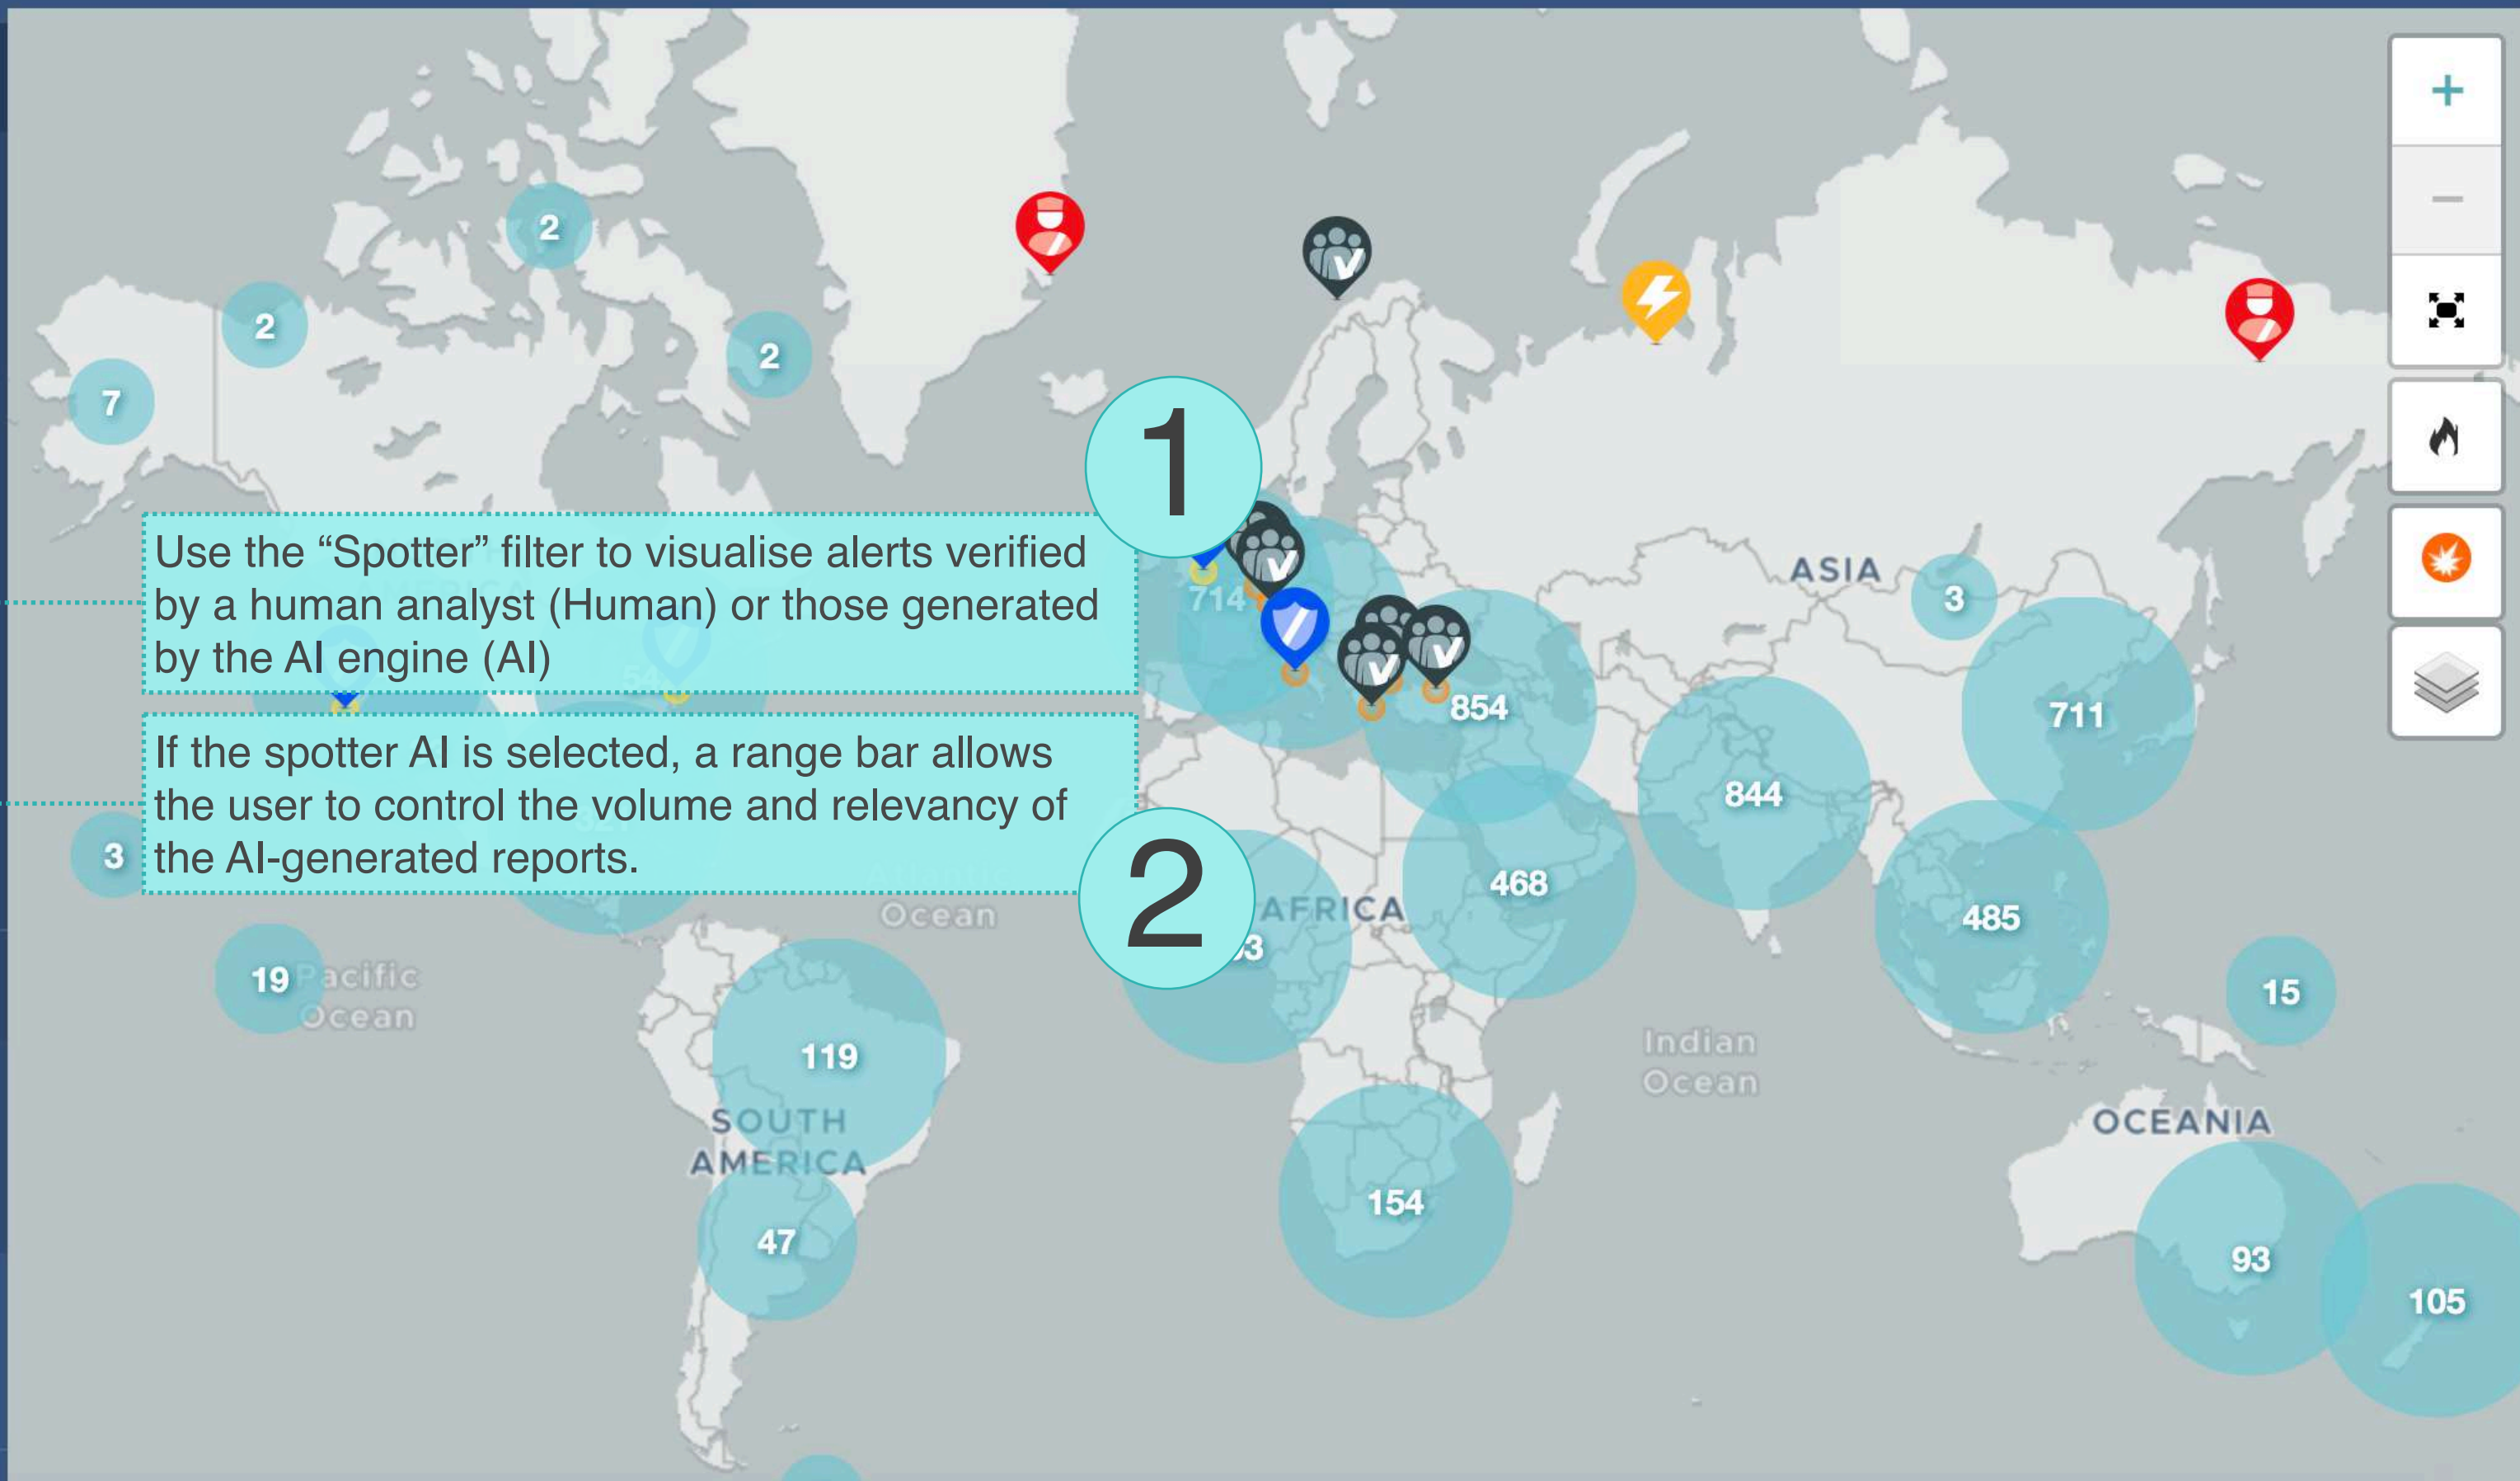 2
2
2
7
1
Use the “Spotter” filter to visualise alerts verified
by a human analyst (Human) or those generated
by the AI engine (AI)
714
ASIA
3
854
711
If the spotter AI is selected, a range bar allows
the user to control the volume and relevancy of
the AI-generated reports.
844
3
2
468
AFRICA
Ocean
485
19
Pacific
Ocean
15
119
Indian
Ocean
SOUTH
AMERICA
OCEANIA
154
47
93
105